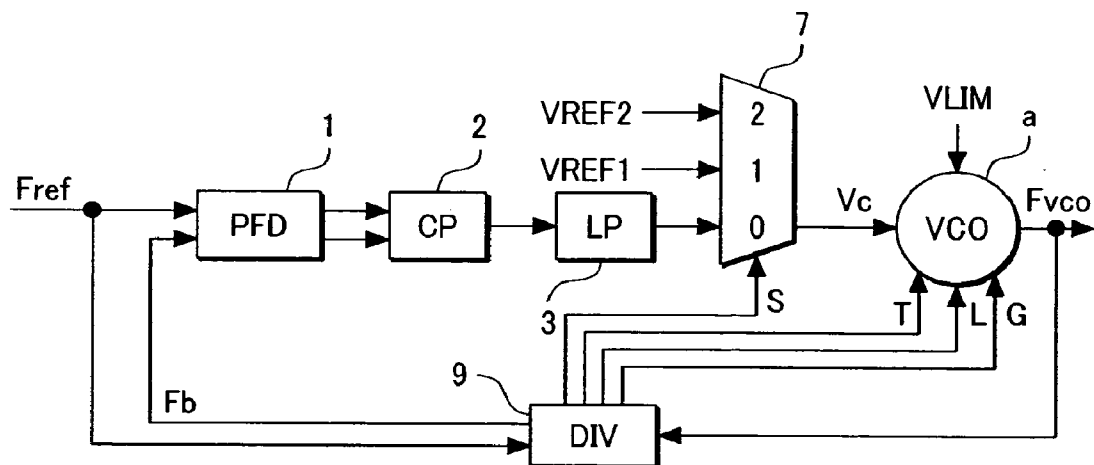 7
VREF2
2
VLIM
1
2
a
VREF1
1
Fref
Vc
Fvco
PFD
CP
LP
0
VCO
3
S
T
L
G
9
Fb
DIV